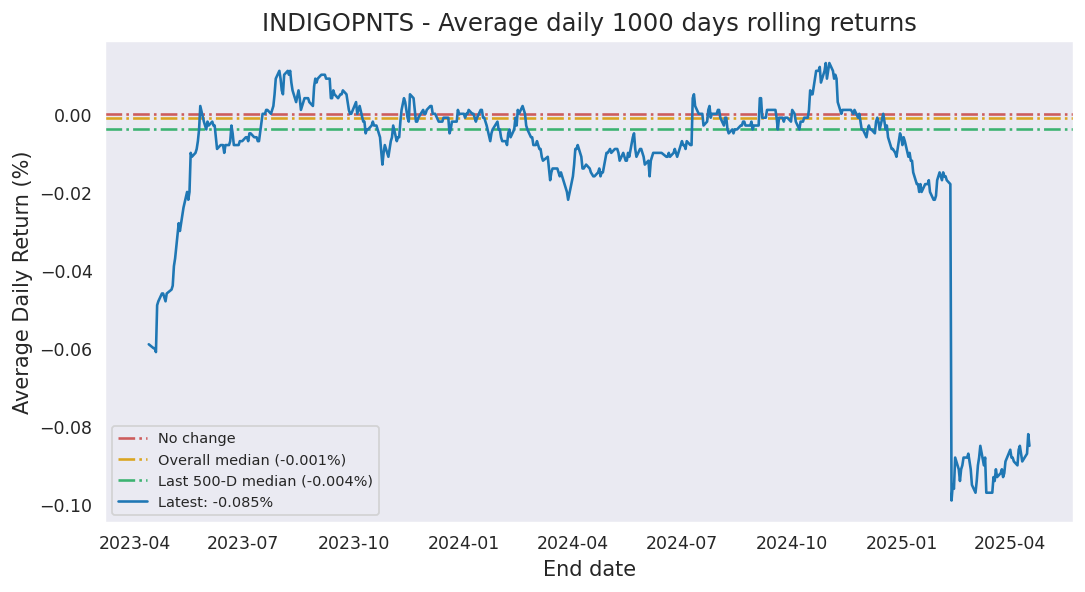 INDIGOPNTS - Average daily 1000 days rolling returns
Average Daily Return (%)
0.00
−0.02
−0.04
−0.06
−0.08
−0.10
No change
Overall median (-0.001%)
Last 500-D median (-0.004%)
Latest: -0.085%
2023-04 2023-07 2023-10 2024-01 2024-04 2024-07 2024-10 2025-01 2025-04
End date